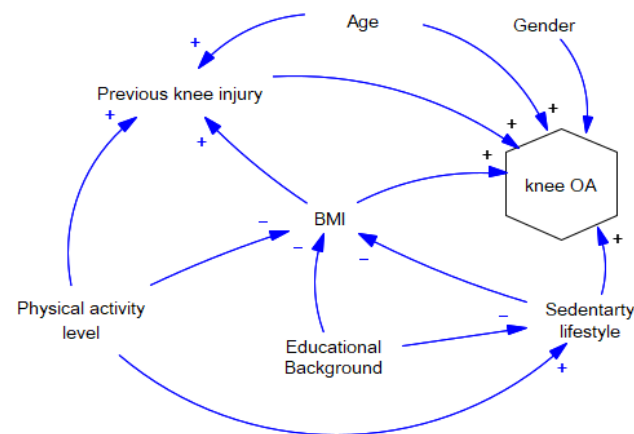 Age
Gender
+
Previous knee injury
+
+
+
+
+
+
knee OA
BMI
–
–
–
+
Physical activity
level
Sedentarty
lifestyle
–
Educational
Background
+